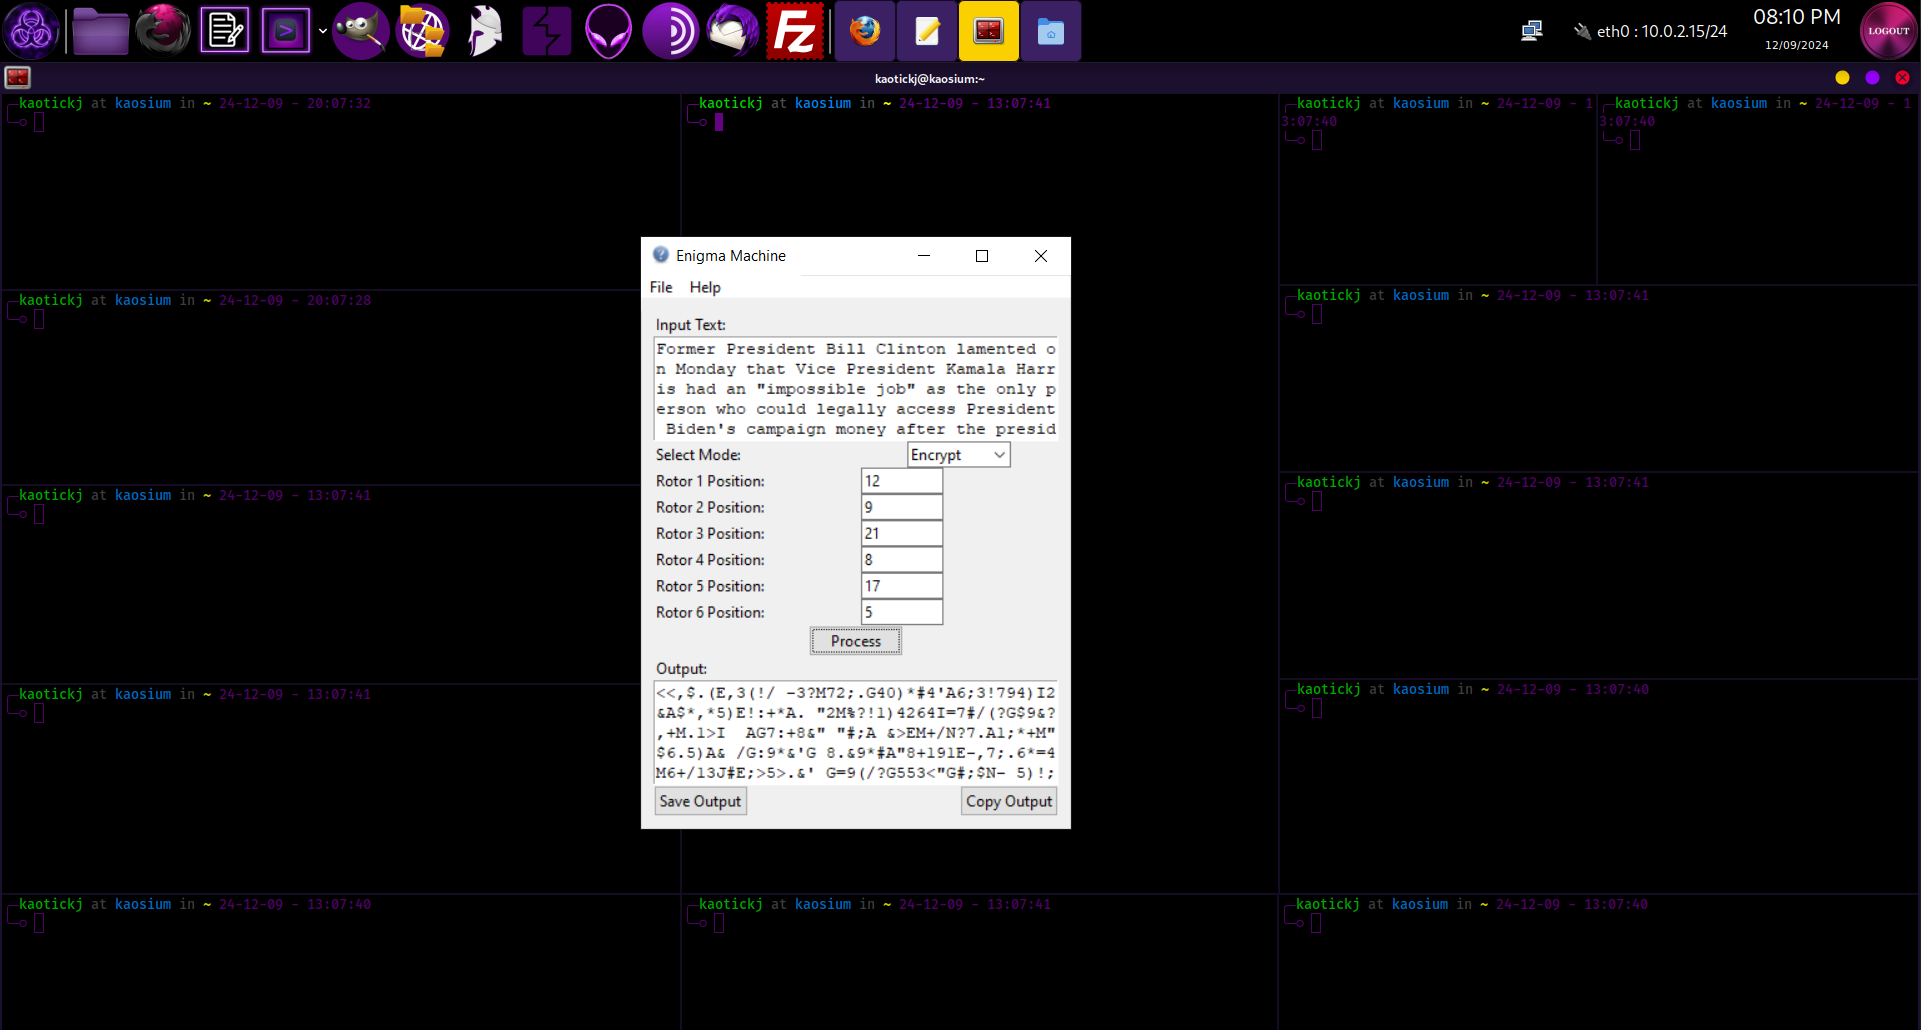 08:10 PM
eth0 : 10.0.2.15/24
12/09/2024
LOGOUT
kaotickj@kaosium:~
kaotickj at kaosium in ~ 24-12-09 - 20:07:32
kaotickj at kaosium in ~ 24-12-09 - 13:07:41
kaotickj at kaosium in ~ 24-12-09 - 1
3:07:40
kaotickj at kaosium in ~ 24-12-09 - 1
3:07:40
kaotickj at kaosium in ~ 24-12-09 - 20:07:28
kaotickj at kaosium in ~ 24-12-09 - 13:07:41
kaotickj at kaosium in ~ 24-12-09 - 13:07:41
kaotickj at kaosium in ~ 24-12-09 - 13:07:41
kaotickj at kaosium in ~ 24-12-09 - 13:07:41
kaotickj at kaosium in ~ 24-12-09 - 13:07:40
kaotickj at kaosium in ~ 24-12-09 - 13:07:40
kaotickj at kaosium in ~ 24-12-09 - 13:07:41
kaotickj at kaosium in ~ 24-12-09 - 13:07:40
Enigma Machine
File Help
Input Text:
Former President Bill Clinton lamented o
n Monday that Vice President Kamala Harr
is had an "impossible job" as the only p
erson who could legally access President
Biden's campaign money after the presid
Select Mode: Encrypt
Rotor 1 Position: 12
Rotor 2 Position: 9
Rotor 3 Position: 21
Rotor 4 Position: 8
Rotor 5 Position: 17
Rotor 6 Position: 5
Process
Output:
<<,$.(E,3(!/ -3?M72;.G40)*#4'A6;3!794)I2
&A$*,*5)E!:+*A. "2M%?!1)4264I=7#/(?G$9&?
,+M.1>I  AG7:+8&" "#;A &>EM+/N?7.A1;*+M"
$6.5)A& /G:9*&'G 8.&9*#A"8+191E-,7;.6*=4
M6+/13J#E;>5>.&' G=9(/?G553<"G#;$N- 5)!;
Save Output Copy Output